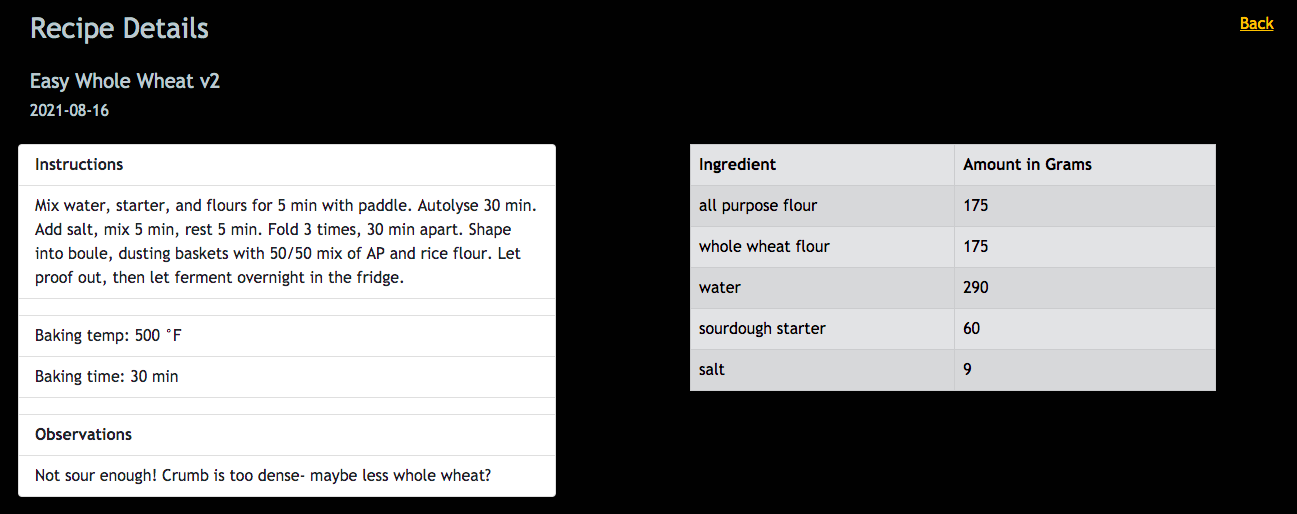 Recipe Details
Back
Easy Whole Wheat v2
2021-08-16
Instructions
Mix water, starter, and flours for 5 min with paddle. Autolyse 30 min.
Add salt, mix 5 min, rest 5 min. Fold 3 times, 30 min apart. Shape
into boule, dusting baskets with 50/50 mix of AP and rice flour. Let
proof out, then let ferment overnight in the fridge.
Baking temp: 500 °F
Baking time: 30 min
Observations
Not sour enough! Crumb is too dense- maybe less whole wheat?
Ingredient Amount in Grams
all purpose flour 175
whole wheat flour 175
water 290
sourdough starter 60
salt 9